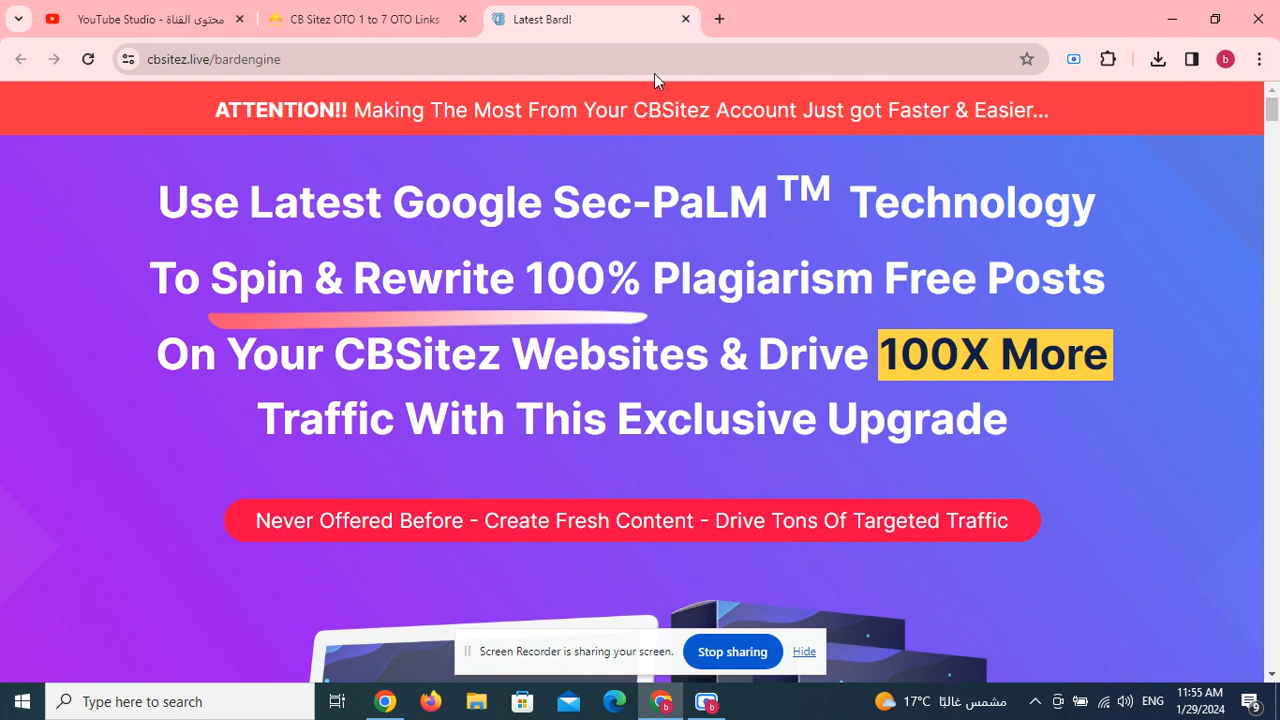 YouTube Studio - محتوى القناة
CB Sitez OTO 1 to 7 OTO Links
Latest Bard!
cbsitez.live/bardengine
b
ATTENTION!! Making The Most From Your CBSitez Account Just got Faster & Easier...
Use Latest Google Sec-PaLM TM Technology
To Spin & Rewrite 100% Plagiarism Free Posts
On Your CBSitez Websites & Drive 100X More
Traffic With This Exclusive Upgrade
Never Offered Before - Create Fresh Content - Drive Tons Of Targeted Traffic
Screen Recorder is sharing your screen.
Stop sharing
Hide
Type here to search
b
b
17°C مشمس غالبًا
ENG
11:55 AM
1/29/2024
9